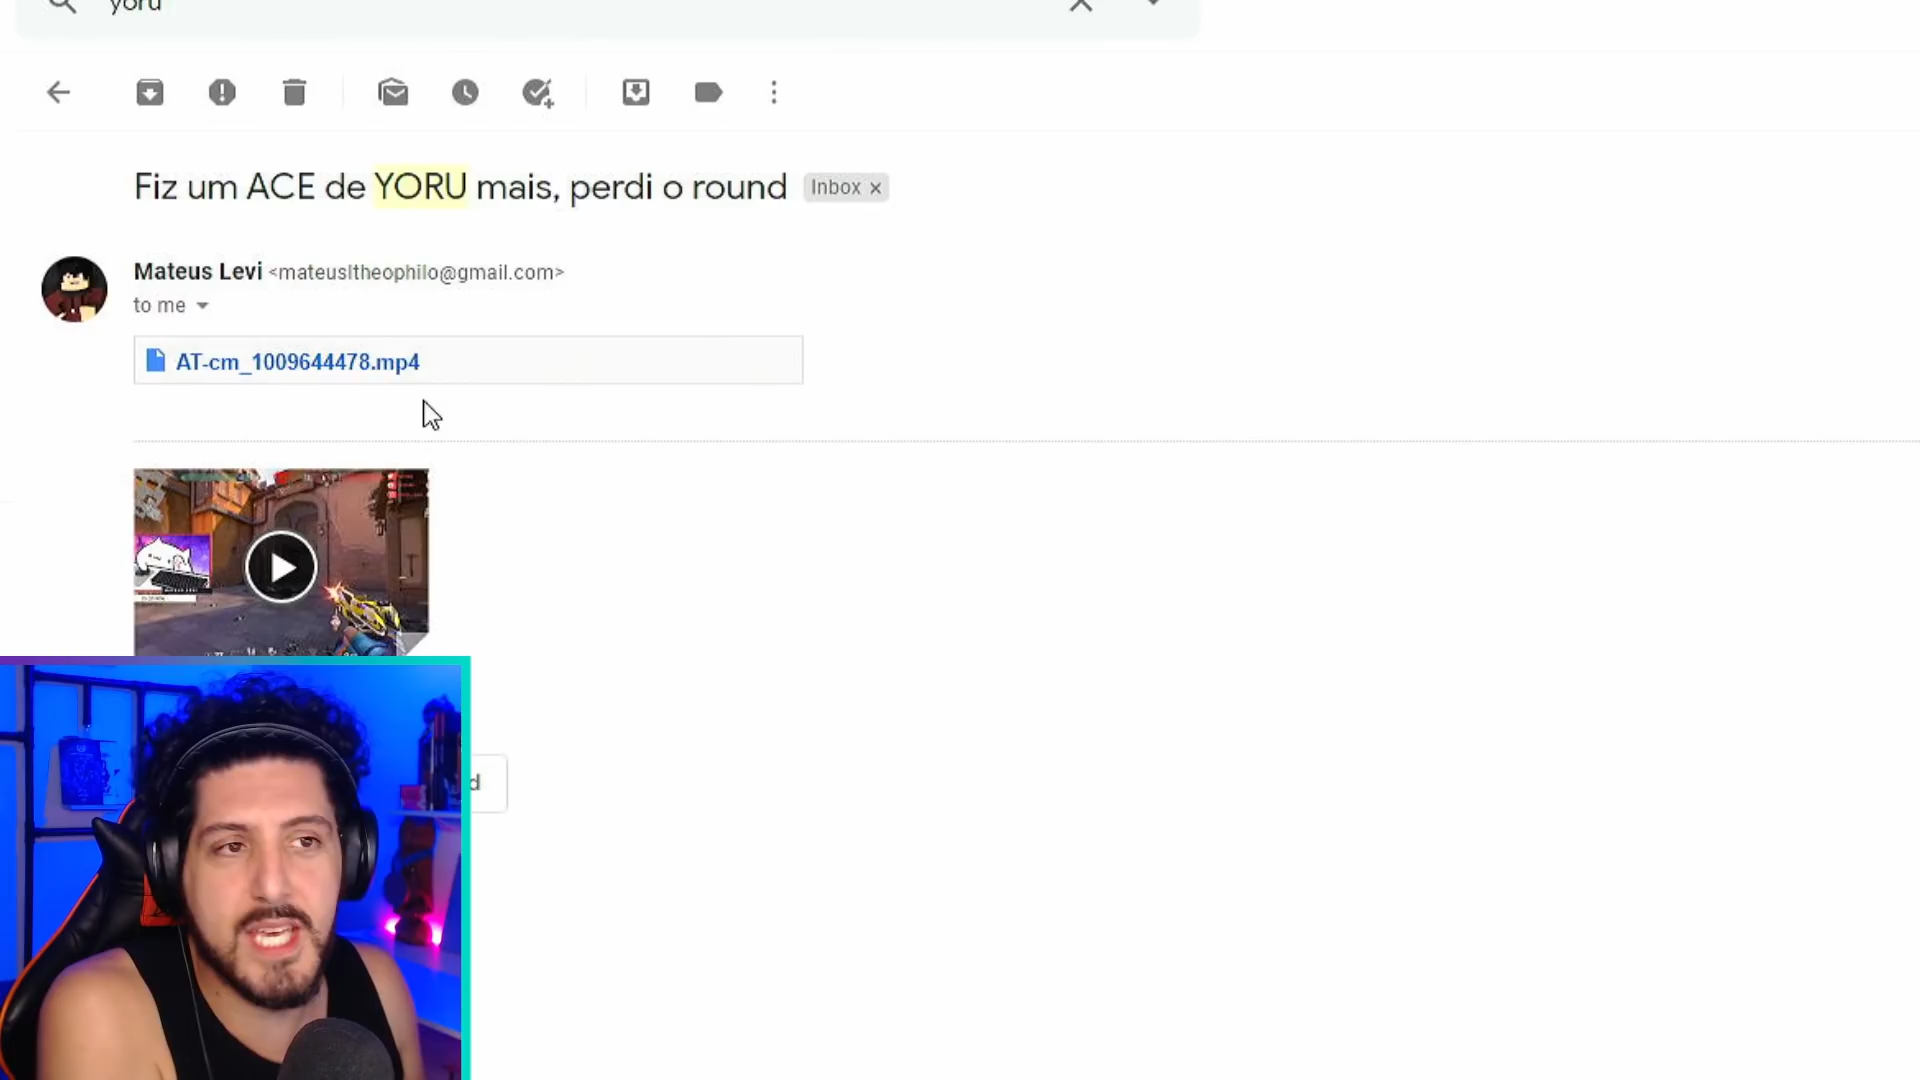 yoru
Fiz um ACE de YORU mais, perdi o round Inbox ×
Mateus Levi <mateusltheophilo@gmail.com>
to me
AT-cm_1009644478.mp4
d